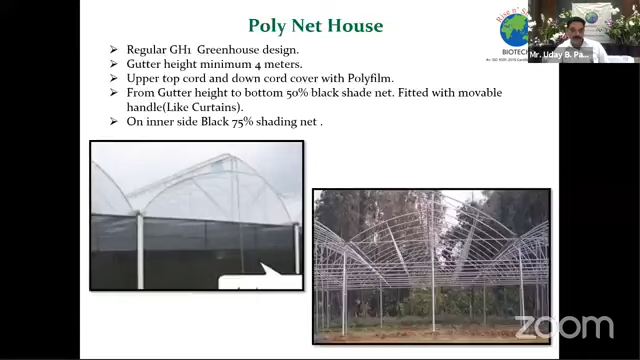 Poly Net House
➢ Regular GH1 Greenhouse design.
➢ Gutter height minimum 4 meters.
➢ Upper top cord and down cord cover with Polyfilm.
➢ From Gutter height to bottom 50% black shade net. Fitted with movable
handle(Like Curtains).
➢ On inner side Black 75% shading net .
BIOTECH
Mr. Uday B. Pa...
zoom